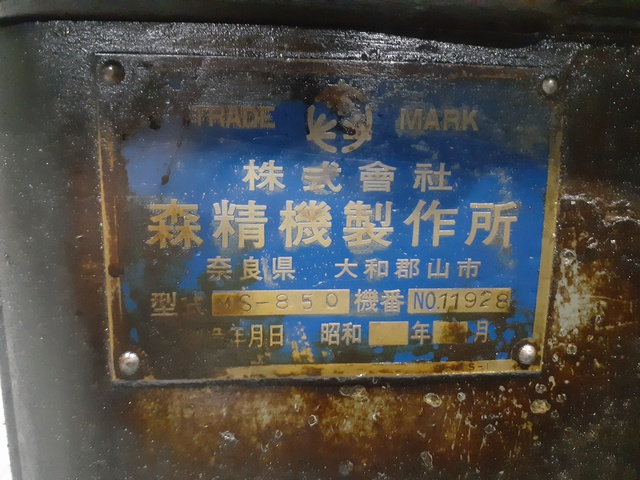 TRADE MARK
株式會社
森精機製作所
奈良県 大和郡山市
型式 MS-850 機番 NO11928
年月日 昭和 年 月